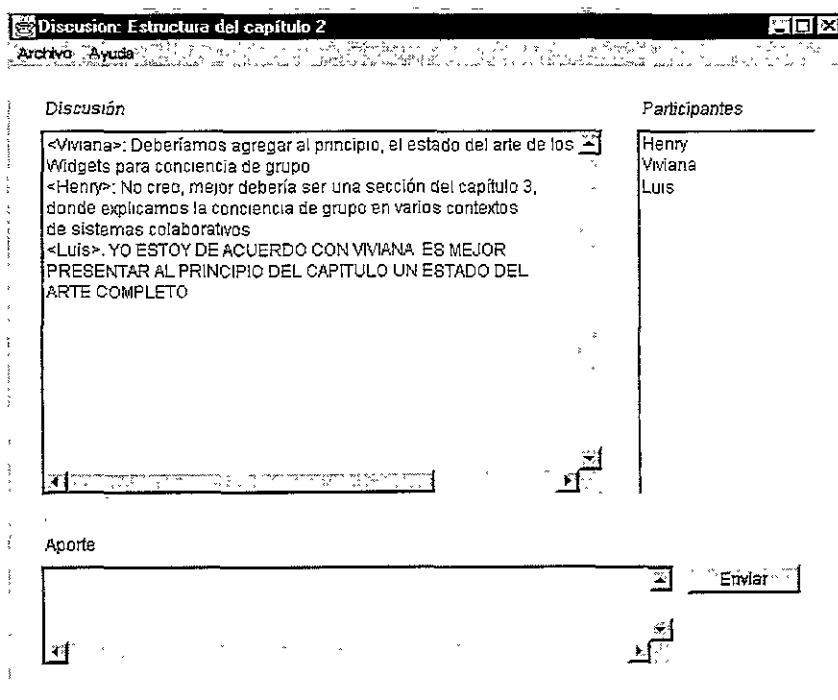 Discusion: Estructura del capítulo 2
Archivo Ayuda
Discusión
Participantes
<Viviana>: Deberíamos agregar al principio, el estado del arte de los
Widgets para conciencia de grupo
<Henry>: No creo, mejor debería ser una sección del capítulo 3,
donde explicamos la conciencia de grupo en varios contextos
de sistemas colaborativos
<Luis>. YO ESTOY DE ACUERDO CON VIVIANA ES MEJOR
PRESENTAR AL PRINCIPIO DEL CAPITULO UN ESTADO DEL
ARTE COMPLETO
Henry
Viviana
Luis
Aporte
Enviar